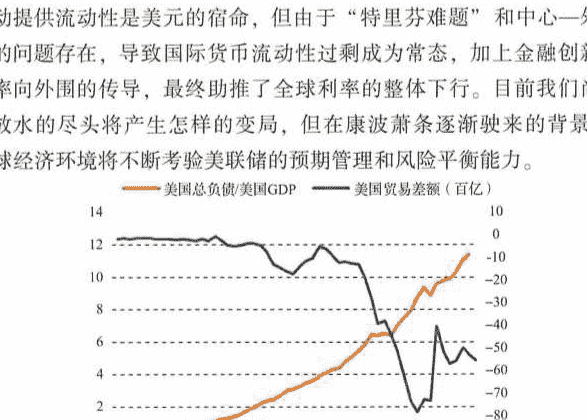 动提供流动性是美元的宿命，但由于“特里芬难题”和中心—
的问题存在，导致国际货币流动性过剩成为常态，加上金融创新
率向外围的传导，最终助推了全球利率的整体下行。目前我们
放水的尽头将产生怎样的变局，但在康波萧条逐渐驶来的背景
球经济环境将不断考验美联储的预期管理和风险平衡能力。
美国总负债/美国GDP 美国贸易差额（百亿）
14 10
12 0
-10
10 -20
8 -30
6 -40
-50
4 -60
-70
2 -80